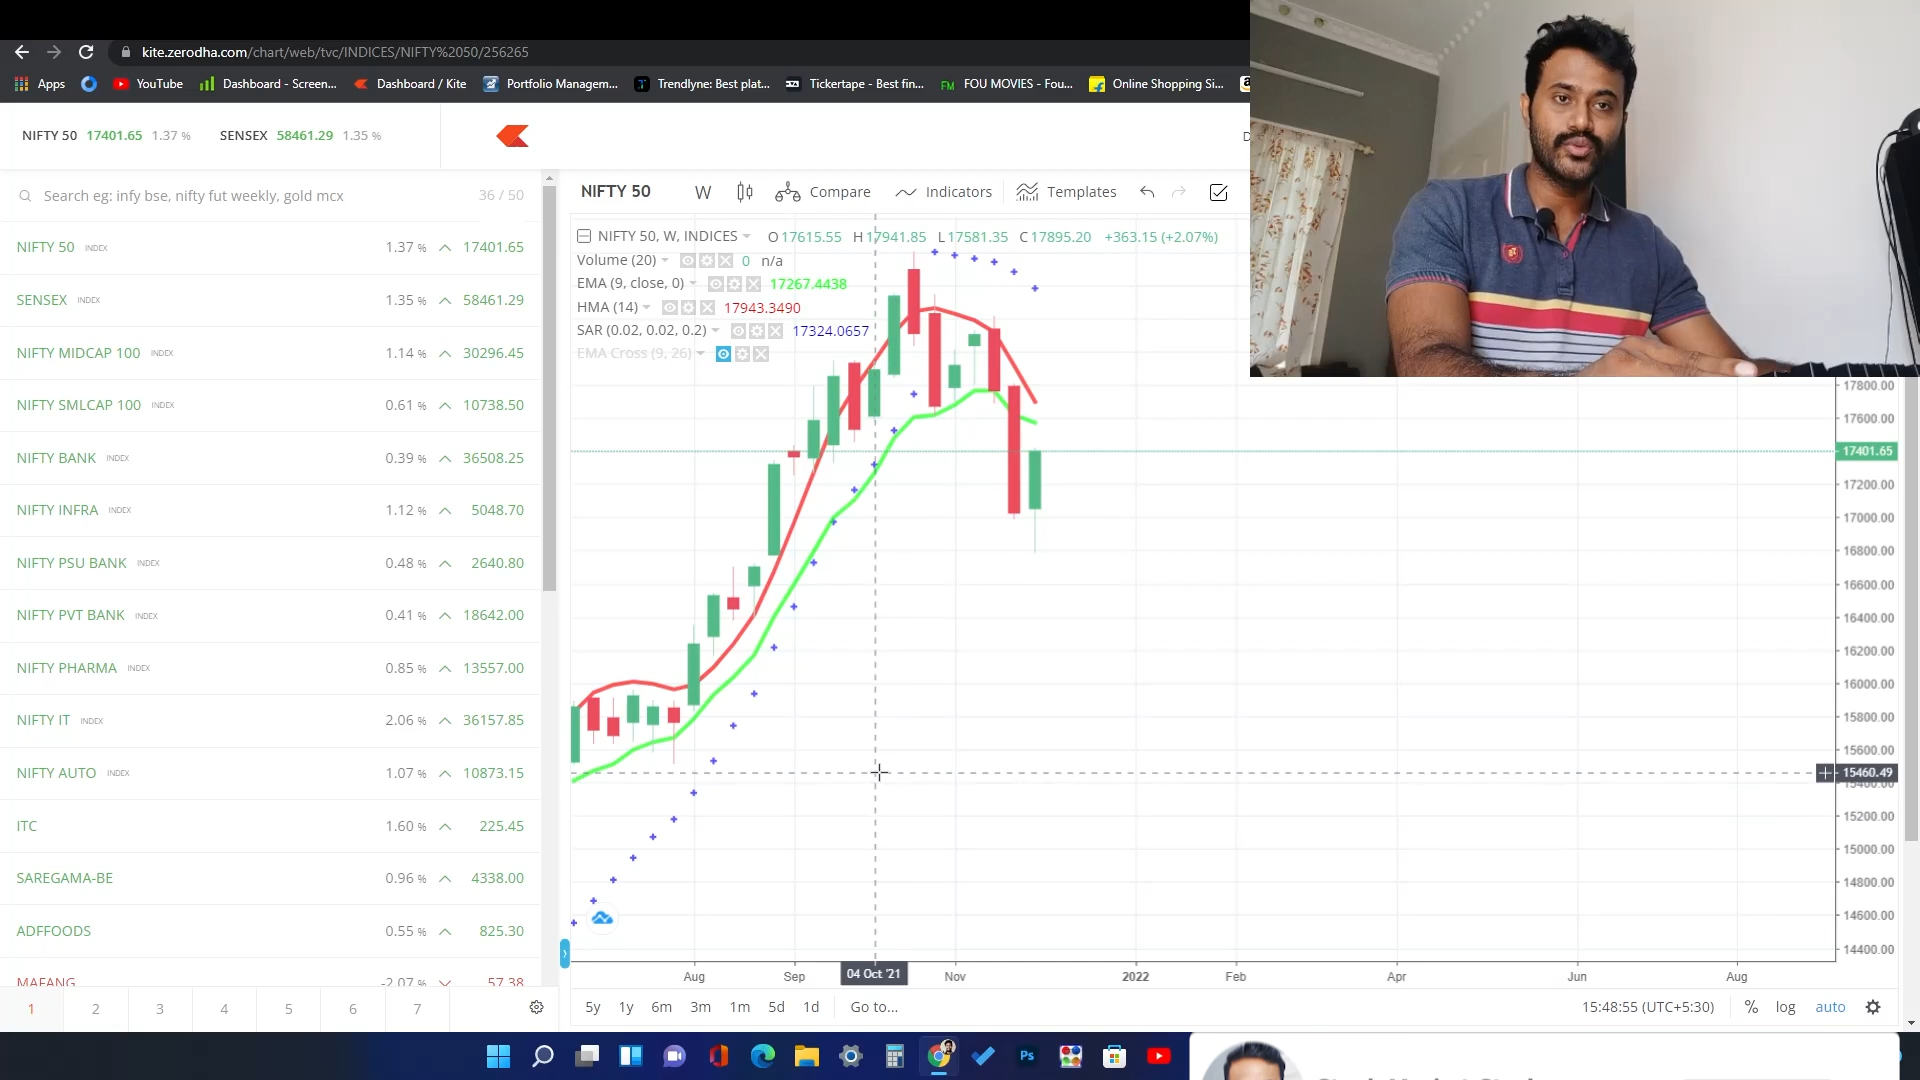 kite.zerodha.com/chart/web/tvc/INDICES/NIFTY%2050/256265
Apps YouTube Dashboard - Screen... Dashboard / Kite Portfolio Managem... Trendlyne: Best plat... Tickertape - Best fin... FM FOU MOVIES - Fou... Online Shopping Si...
NIFTY 50 17401.65 1.37 % SENSEX 58461.29 1.35 %
Search eg: infy bse, nifty fut weekly, gold mcx 36 / 50
NIFTY 50 INDEX 1.37 % 17401.65
SENSEX INDEX 1.35 % 58461.29
NIFTY MIDCAP 100 INDEX 1.14 % 30296.45
NIFTY SMLCAP 100 INDEX 0.61 % 10738.50
NIFTY BANK INDEX 0.39 % 36508.25
NIFTY INFRA INDEX 1.12 % 5048.70
NIFTY PSU BANK INDEX 0.48 % 2640.80
NIFTY PVT BANK INDEX 0.41 % 18642.00
NIFTY PHARMA INDEX 0.85 % 13557.00
NIFTY IT INDEX 2.06 % 36157.85
NIFTY AUTO INDEX 1.07 % 10873.15
ITC 1.60 % 225.45
SAREGAMA-BE 0.96 % 4338.00
ADFFOODS 0.55 % 825.30
MAFANG -2.07 % 57.38
1 2 3 4 5 6 7
NIFTY 50 W Compare Indicators Templates
NIFTY 50, W, INDICES O17615.55 H17941.85 L17581.35 C17895.20 +363.15 (+2.07%)
Volume (20) 0 n/a
EMA (9, close, 0) 17267.4438
HMA (14) 17943.3490
SAR (0.02, 0.02, 0.2) 17324.0657
EMA Cross (9, 26)
17800.00
17600.00
17401.65
17200.00
17000.00
16800.00
16600.00
16400.00
16200.00
16000.00
15800.00
15600.00
15460.49
15400.00
15200.00
15000.00
14800.00
14600.00
14400.00
Aug Sep 04 Oct '21 Nov 2022 Feb Apr Jun Aug
5y 1y 6m 3m 1m 5d 1d Go to... 15:48:55 (UTC+5:30) % log auto
Ps